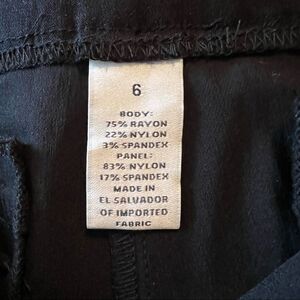 6
BODY:
75% RAYON
22% NYLON
3% SPANDEX
PANEL:
83% NYLON
17% SPANDEX
MADE IN
EL SALVADOR
OF IMPORTED
FABRIC